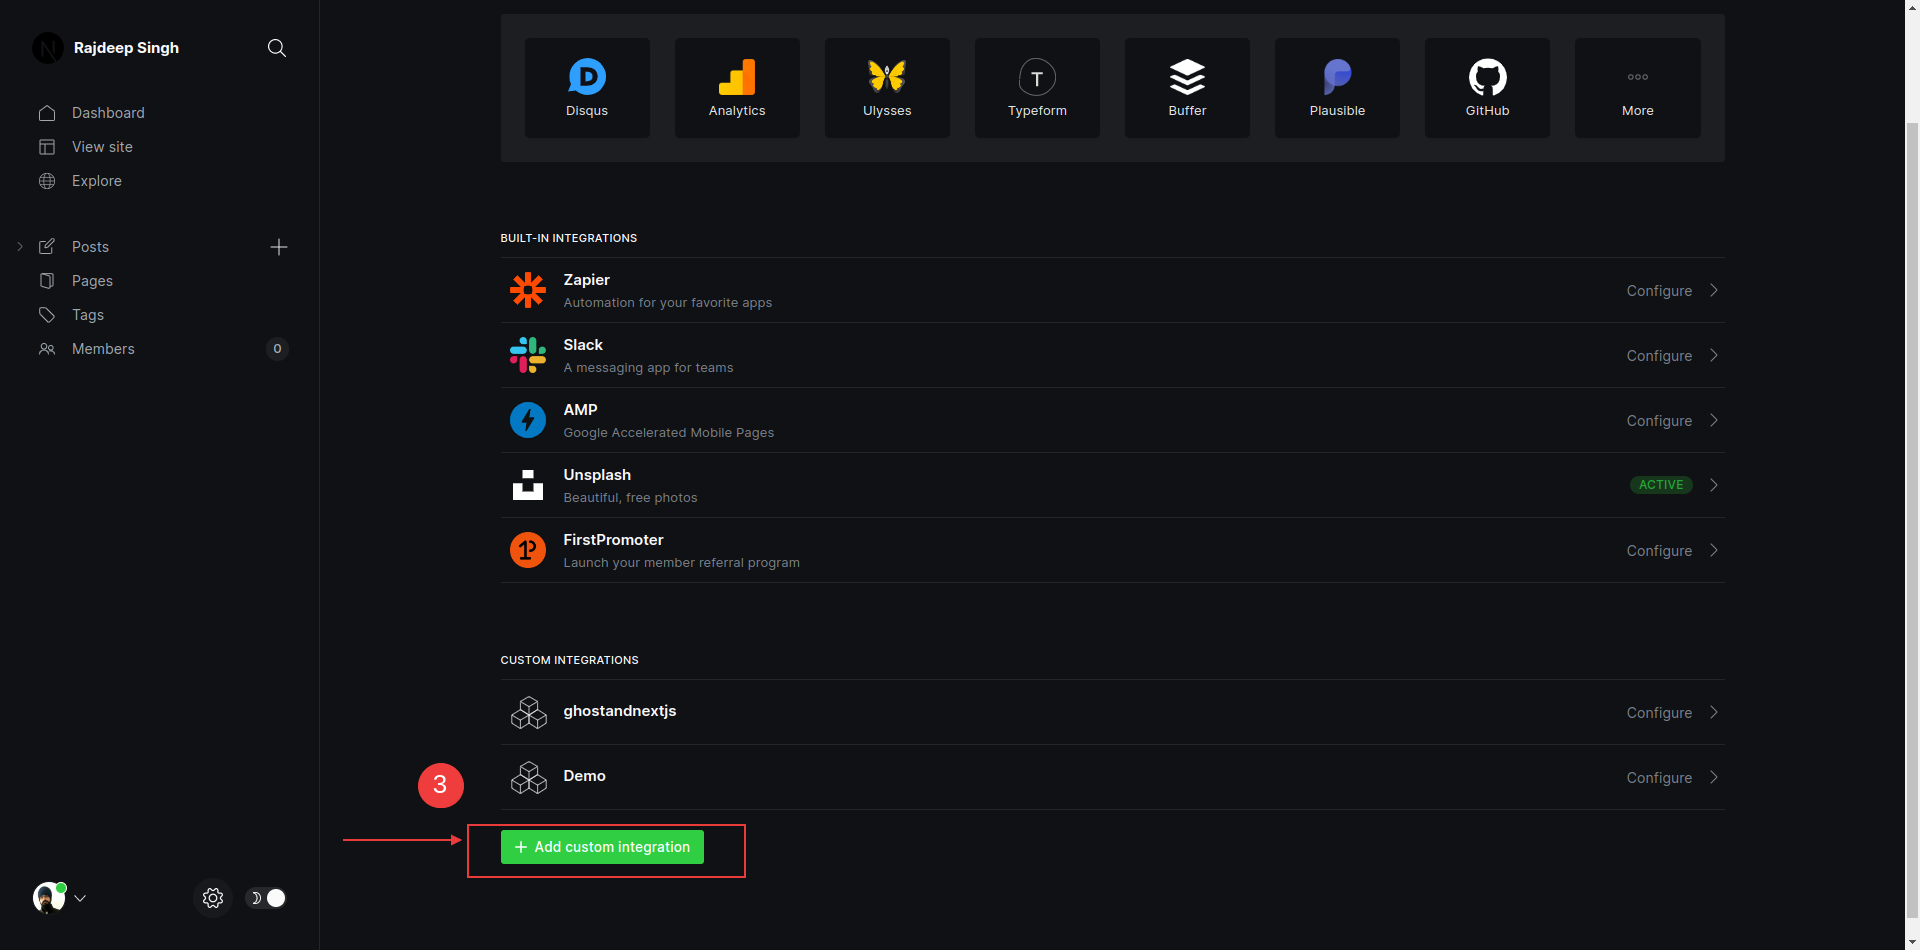 Rajdeep Singh
Dashboard
View site
Explore
Posts
Pages
Tags
Members 0
Disqus
Analytics
Ulysses
T
Typeform
Buffer
Plausible
GitHub
More
BUILT-IN INTEGRATIONS
Zapier
Automation for your favorite apps
Configure
Slack
A messaging app for teams
Configure
AMP
Google Accelerated Mobile Pages
Configure
Unsplash
Beautiful, free photos
ACTIVE
FirstPromoter
Launch your member referral program
Configure
CUSTOM INTEGRATIONS
ghostandnextjs
Configure
Demo
Configure
3
+ Add custom integration